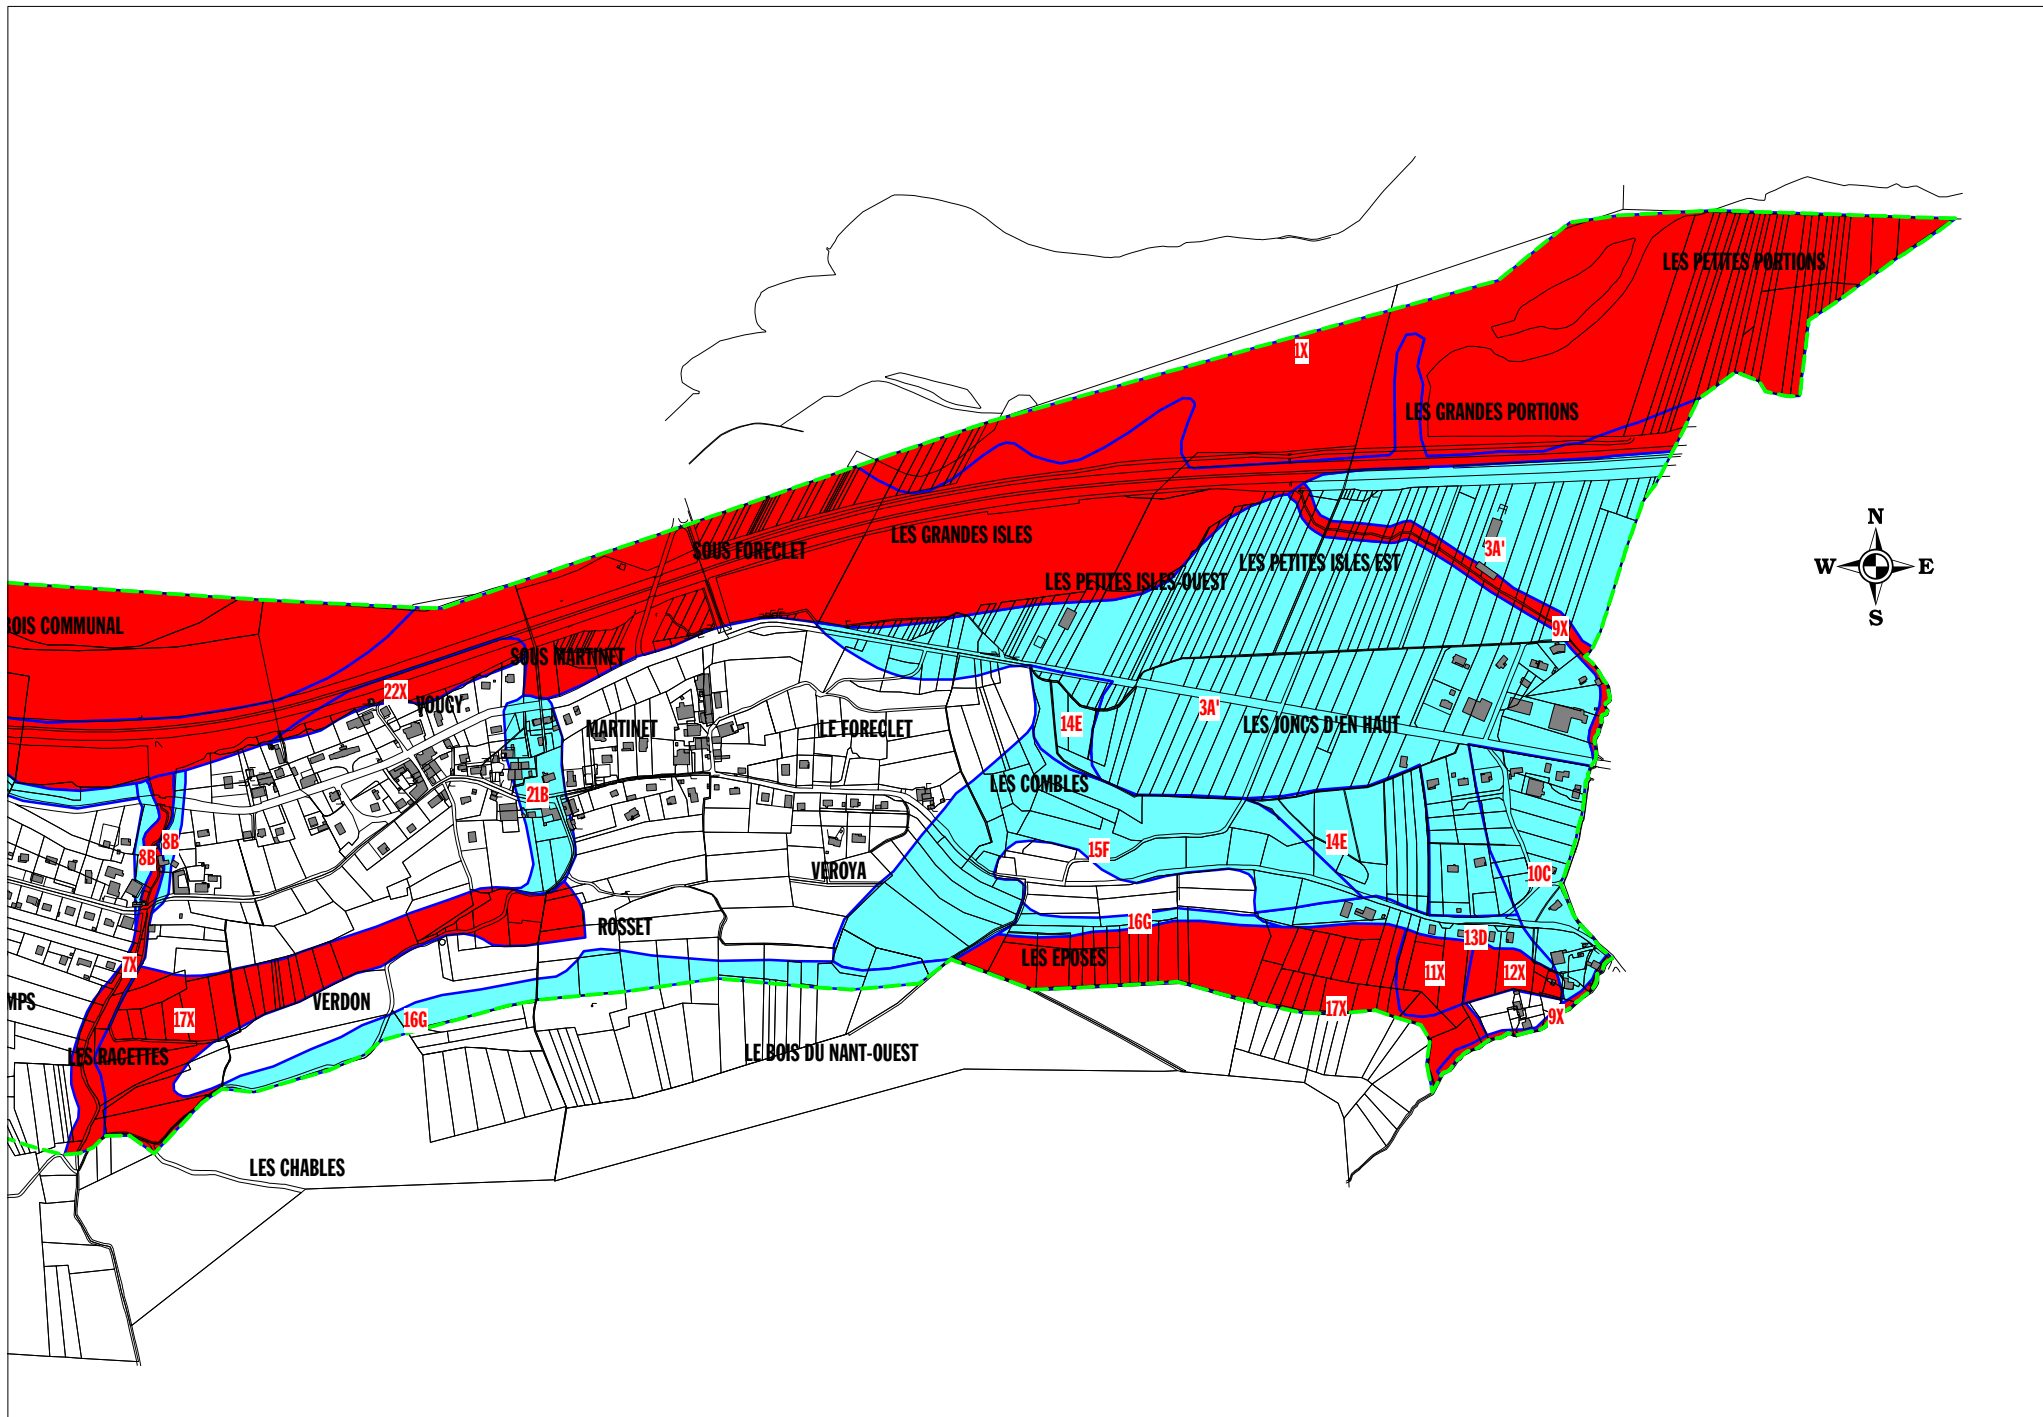 LES PETITES PORTIONS
1X
LES GRANDES PORTIONS
N
W E
S
LES GRANDES ISLES
SOUS FORECLET
3A'
LES PETITES ISLES EST
LES PETITES ISLES-OUEST
BOIS COMMUNAL
9X
SOUS MARTINET
22X
VOUGY
MARTINET
LE FORECLET
14E
3A'
LES JONCS D'EN HAUT
LES COMBLES
21B
8B
8B
15F
14E
VEROYA
10C
ROSSET
16G
13D
LES EPOSES
7X
11X
12X
MPS
VERDON
17X
16G
17X
9X
LES RACETTES
LE BOIS DU NANT-OUEST
LES CHABLES